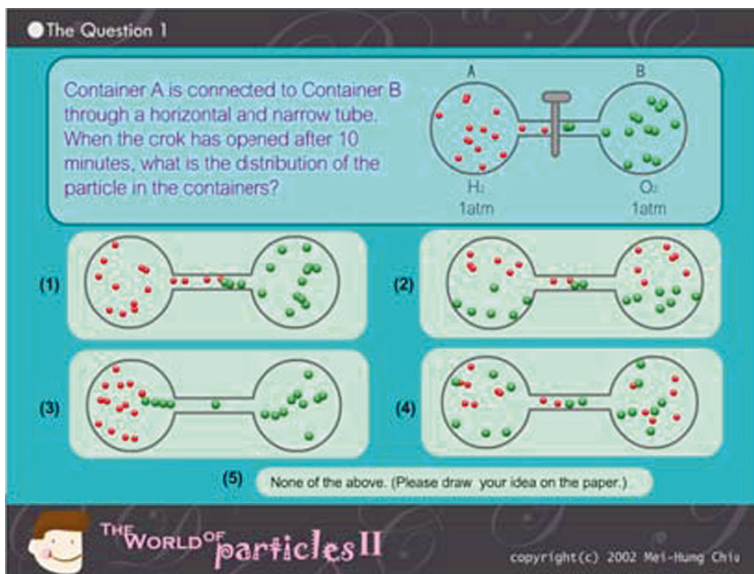 The Question 1
Container A is connected to Container B
through a horizontal and narrow tube.
When the crok has opened after 10
minutes, what is the distribution of the
particle in the containers?
A
B
H₂
O₂
1atm
1atm
(1)
(2)
(3)
(4)
(5)
None of the above. (Please draw your idea on the paper.)
THE WORLD OF particles II
copyright(c) 2002 Mei-Hung Chiu